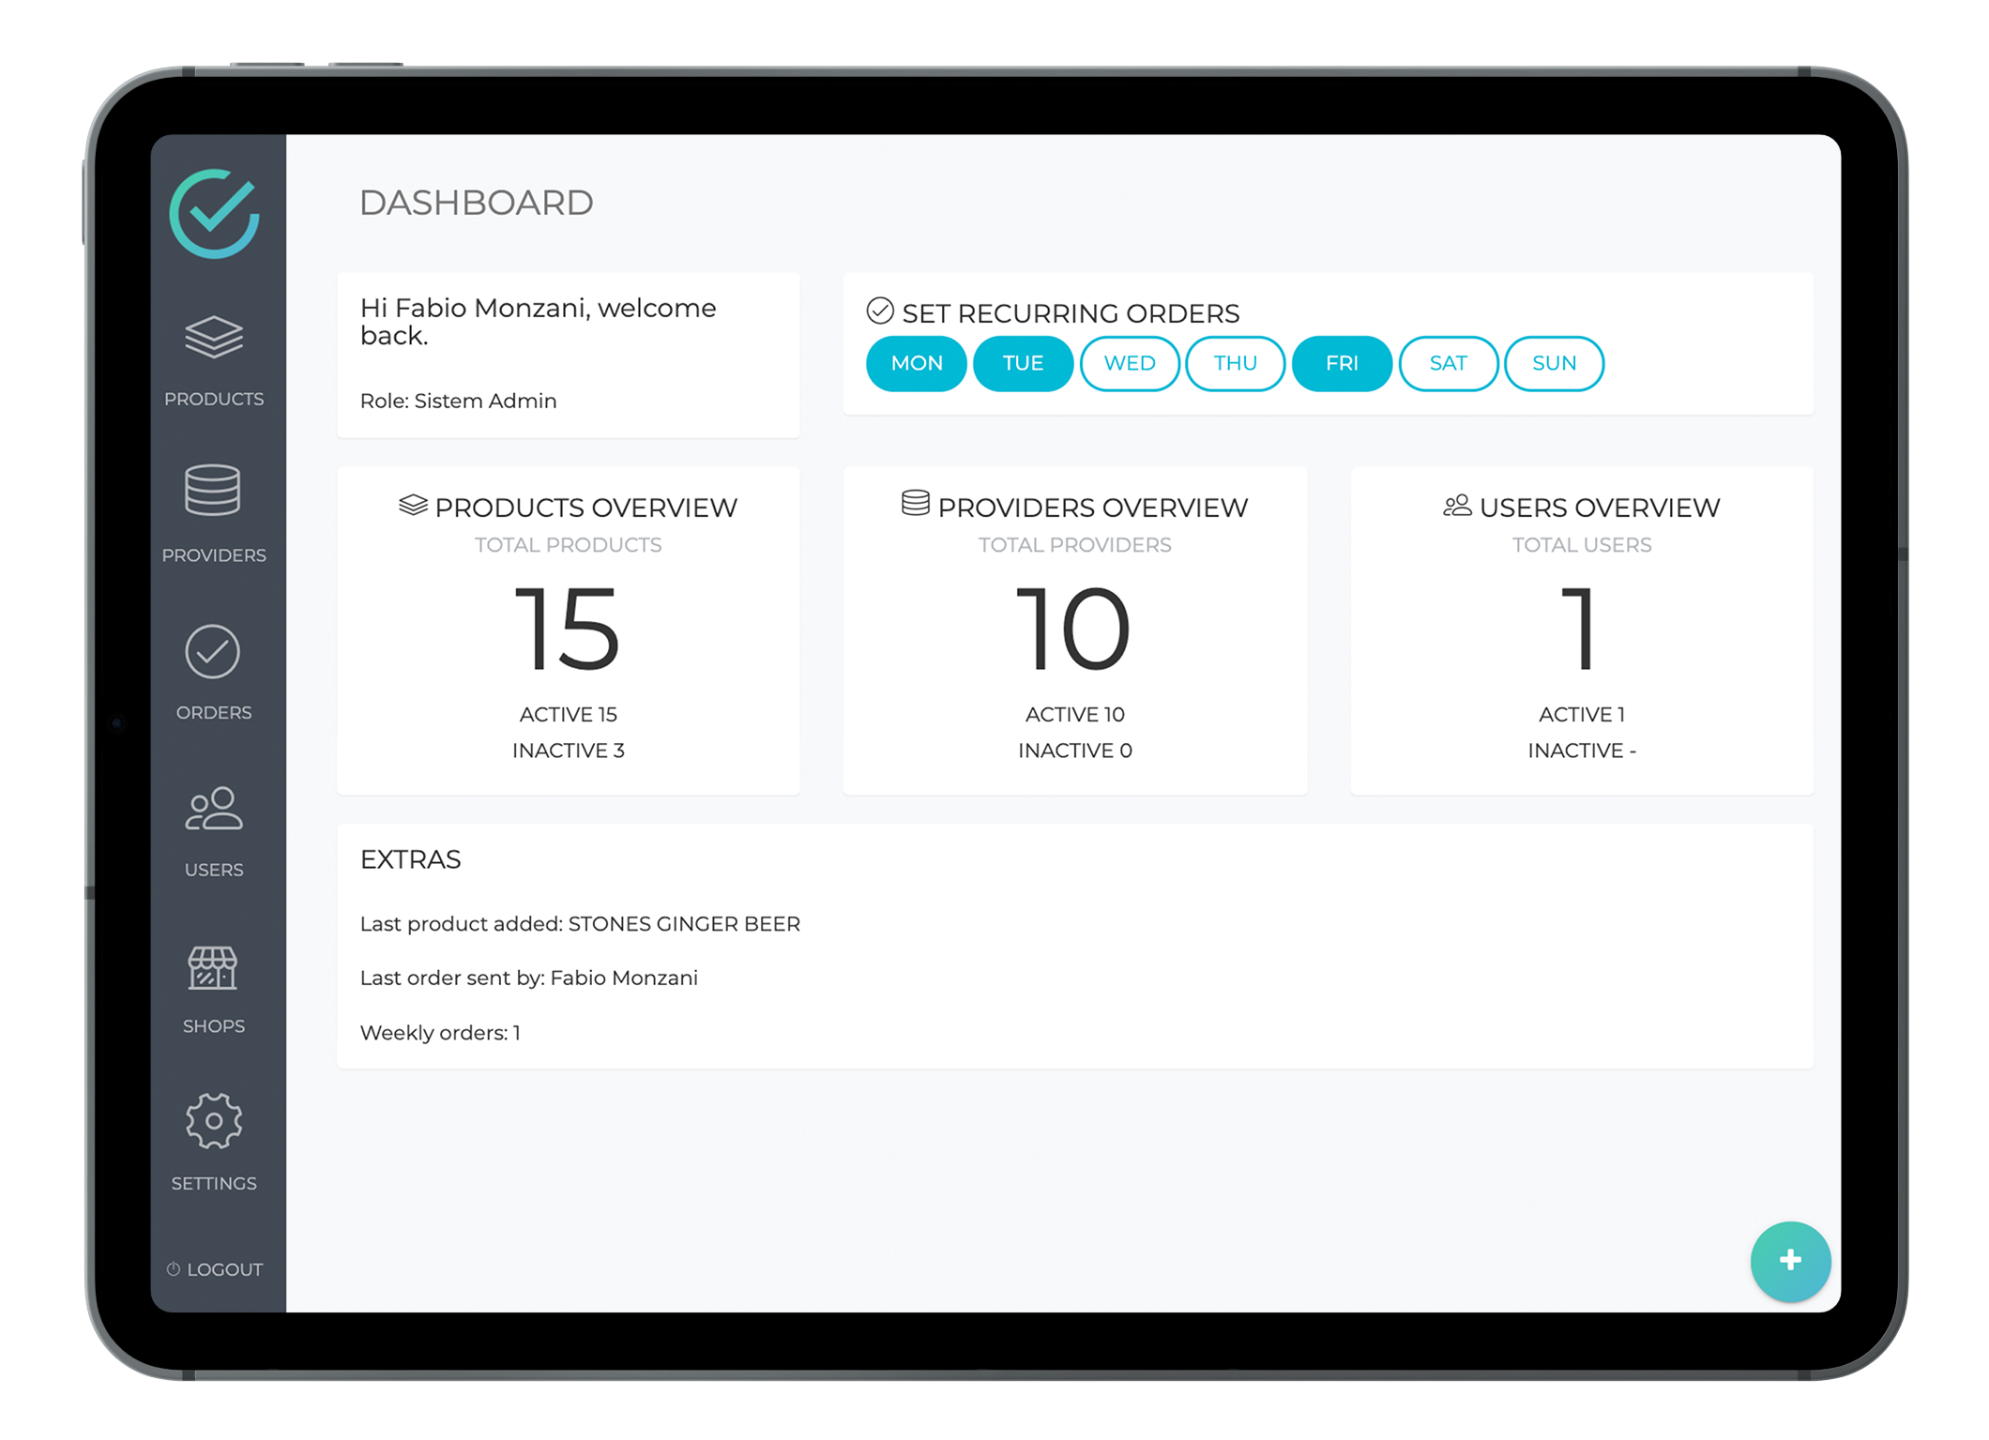 DASHBOARD
Hi Fabio Monzani, welcome
back.
Role: Sistem Admin
SET RECURRING ORDERS
MON TUE WED THU FRI SAT SUN
PRODUCTS OVERVIEW
TOTAL PRODUCTS
15
ACTIVE 15
INACTIVE 3
PROVIDERS OVERVIEW
TOTAL PROVIDERS
10
ACTIVE 10
INACTIVE 0
USERS OVERVIEW
TOTAL USERS
1
ACTIVE 1
INACTIVE -
EXTRAS
Last product added: STONES GINGER BEER
Last order sent by: Fabio Monzani
Weekly orders: 1
PRODUCTS
PROVIDERS
ORDERS
USERS
SHOPS
SETTINGS
LOGOUT